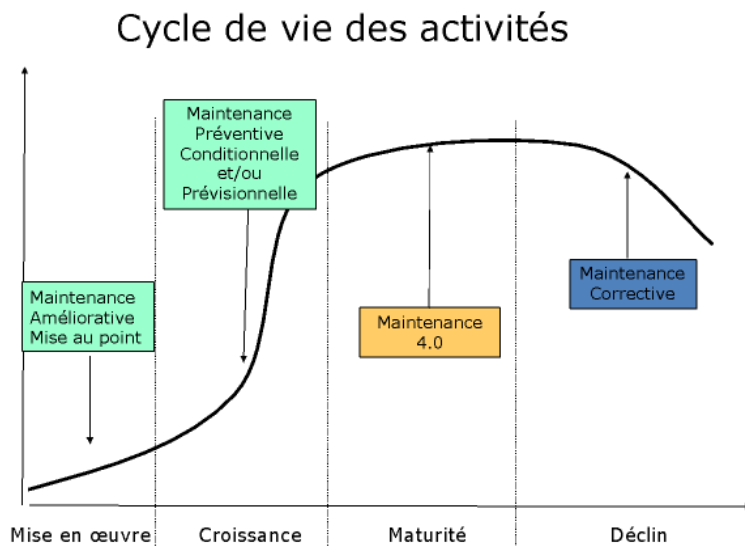 Cycle de vie des activités
Maintenance
Préventive
Conditionnelle
et/ou
Prévisionnelle
Maintenance
Améliorative
Mise au point
Maintenance
4.0
Maintenance
Corrective
Mise en œuvre
Croissance
Maturité
Déclin